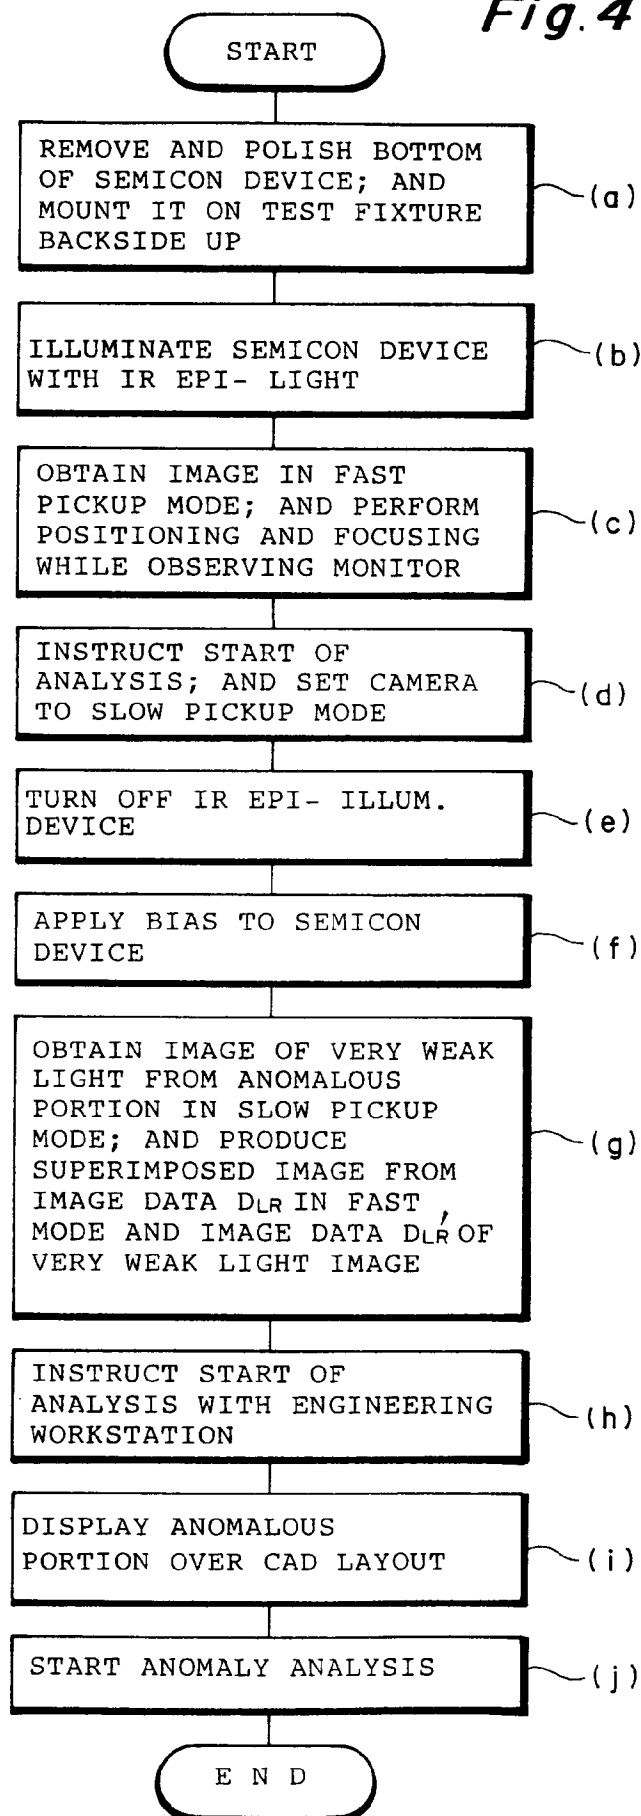 Fig. 4
START
REMOVE AND POLISH BOTTOM
OF SEMICON DEVICE; AND
MOUNT IT ON TEST FIXTURE
BACKSIDE UP
(a)
ILLUMINATE SEMICON DEVICE
WITH IR EPI- LIGHT
(b)
OBTAIN IMAGE IN FAST
PICKUP MODE; AND PERFORM
POSITIONING AND FOCUSING
WHILE OBSERVING MONITOR
(c)
INSTRUCT START OF
ANALYSIS; AND SET CAMERA
TO SLOW PICKUP MODE
(d)
TURN OFF IR EPI- ILLUM.
DEVICE
(e)
APPLY BIAS TO SEMICON
DEVICE
(f)
OBTAIN IMAGE OF VERY WEAK
LIGHT FROM ANOMALOUS
PORTION IN SLOW PICKUP
MODE; AND PRODUCE
SUPERIMPOSED IMAGE FROM
IMAGE DATA DLR IN FAST
MODE AND IMAGE DATA DLR' OF
VERY WEAK LIGHT IMAGE
(g)
INSTRUCT START OF
ANALYSIS WITH ENGINEERING
WORKSTATION
(h)
DISPLAY ANOMALOUS
PORTION OVER CAD LAYOUT
(i)
START ANOMALY ANALYSIS
(j)
END